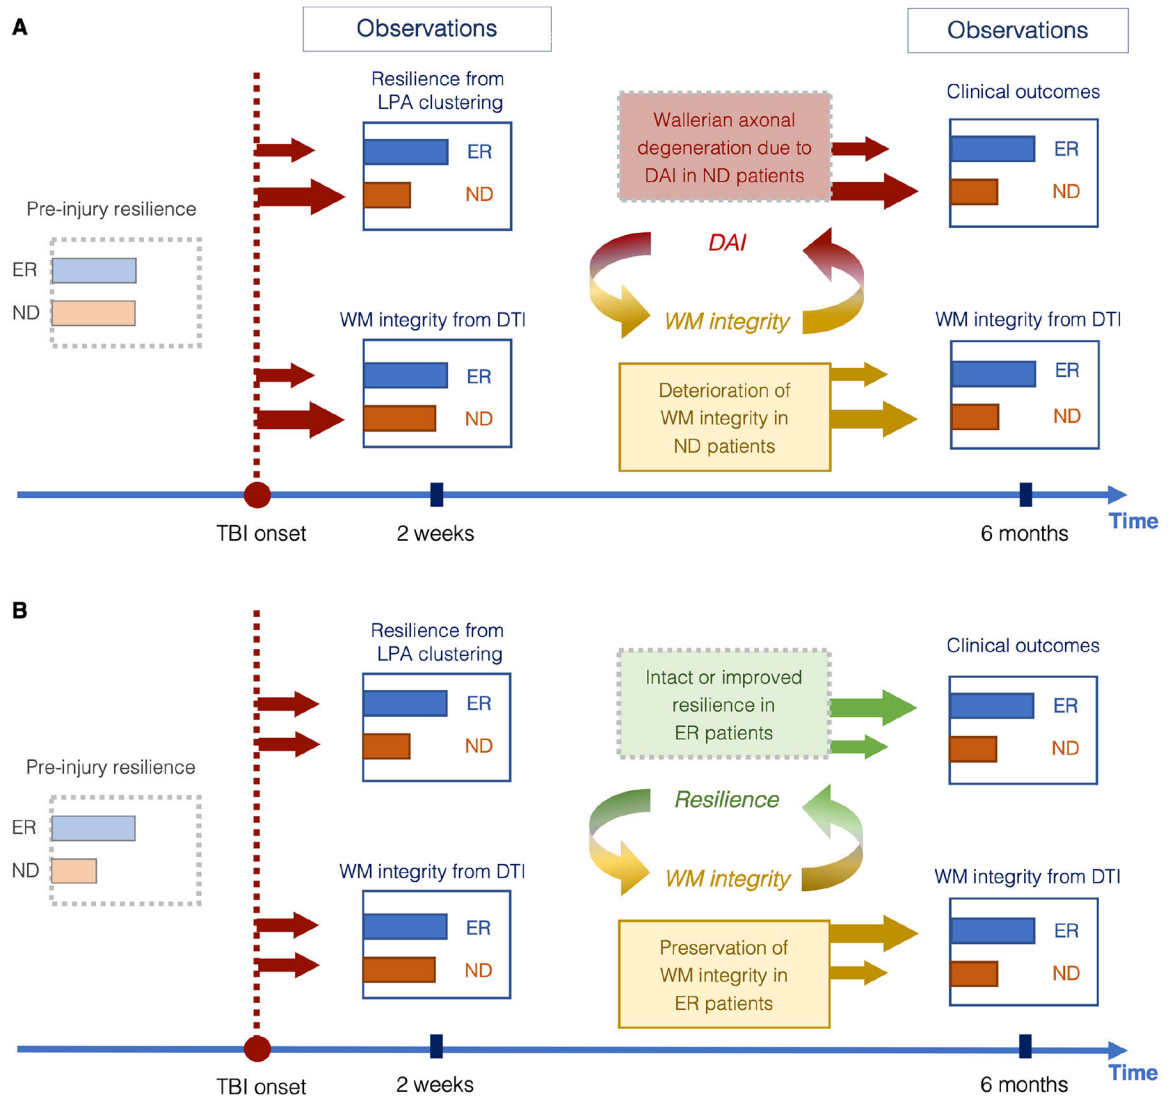 A
Observations
Observations
Resilience from
LPA clustering
ER
ND
Wallerian axonal
degeneration due to
DAI in ND patients
Clinical outcomes
ER
ND
Pre-injury resilience
ER
ND
DAI
WM integrity
WM integrity from DTI
ER
ND
Deterioration of
WM integrity in
ND patients
WM integrity from DTI
ER
ND
TBI onset
2 weeks
6 months
Time
B
Resilience from
LPA clustering
ER
ND
Intact or improved
resilience in
ER patients
Clinical outcomes
ER
ND
Pre-injury resilience
ER
ND
Resilience
WM integrity
WM integrity from DTI
ER
ND
Preservation of
WM integrity in
ER patients
WM integrity from DTI
ER
ND
TBI onset
2 weeks
6 months
Time